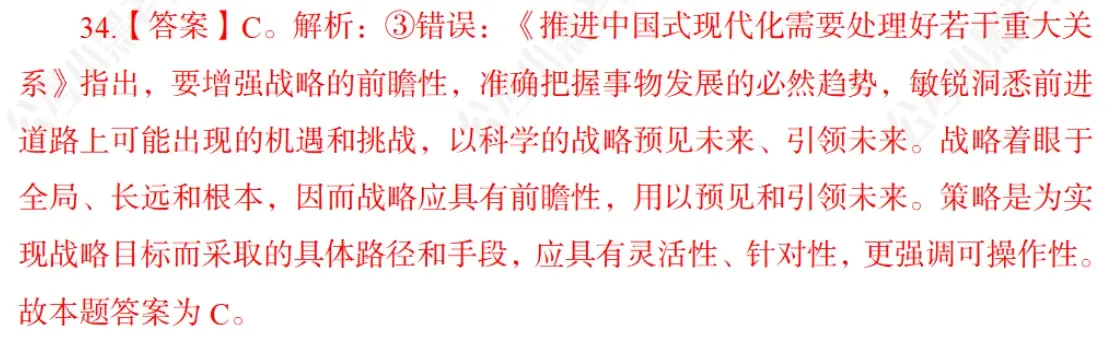 34.【答案】C。解析：③错误：《推进中国式现代化需要处理好若干重大关
系》指出，要增强战略的前瞻性，准确把握事物发展的必然趋势，敏锐洞悉前进
道路上可能出现的机遇和挑战，以科学的战略预见未来、引领未来。战略着眼于
全局、长远和根本，因而战略应具有前瞻性，用以预见和引领未来。策略是为实
现战略目标而采取的具体路径和手段，应具有灵活性、针对性，更强调可操作性。
故本题答案为 C。